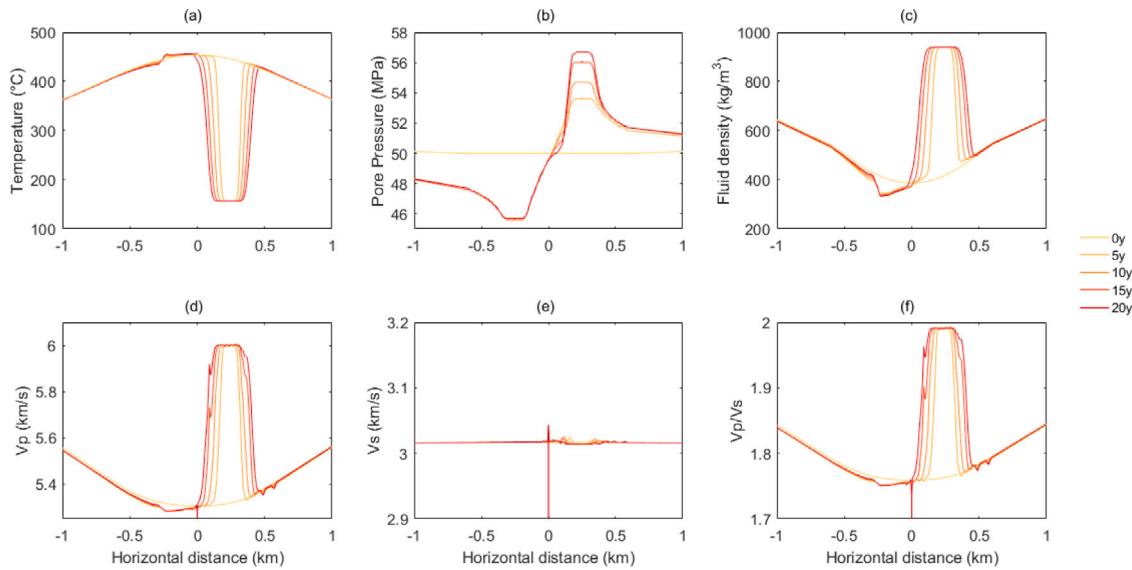 (a)
(b)
(c)
500
400
300
200
100
Temperature (°C)
-1 -0.5 0 0.5 1
58
56
54
52
50
48
46
Pore Pressure (MPa)
-1 -0.5 0 0.5 1
1000
800
600
400
200
Fluid density (kg/m³)
-1 -0.5 0 0.5 1
0y
5y
10y
15y
20y
(d)
(e)
(f)
6
5.8
5.6
5.4
Vp (km/s)
-1 -0.5 0 0.5 1
Horizontal distance (km)
3.2
3.1
3
2.9
Vs (km/s)
-1 -0.5 0 0.5 1
Horizontal distance (km)
2
1.9
1.8
1.7
Vp/Vs
-1 -0.5 0 0.5 1
Horizontal distance (km)